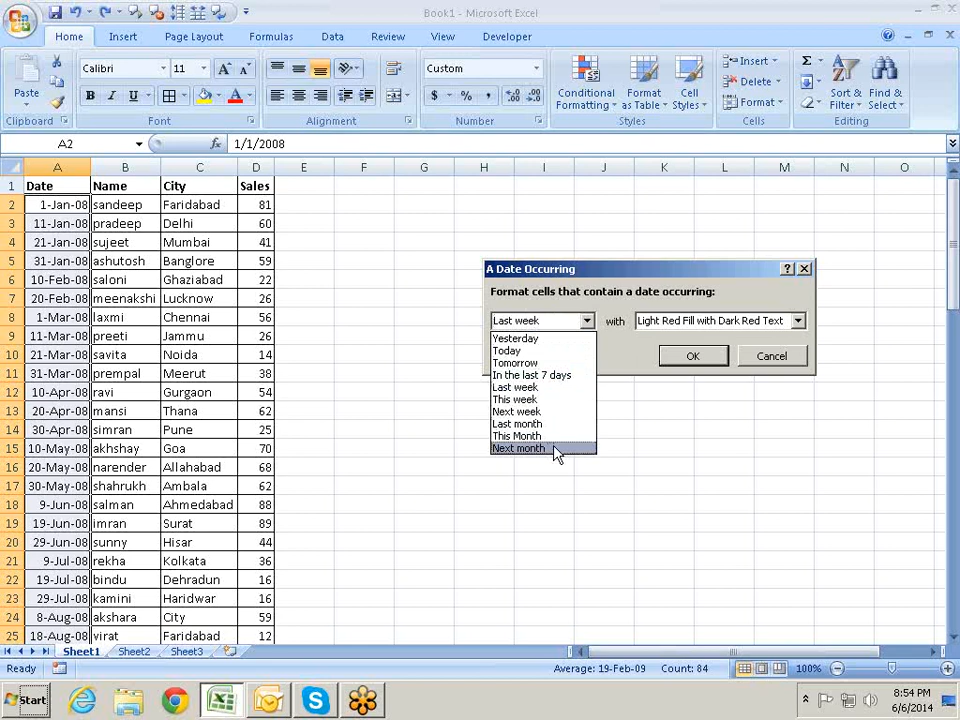 Book1 - Microsoft Excel
Home Insert Page Layout Formulas Data Review View Developer
Paste
Calibri 11
B I U
Custom
$ % ,
Conditional Formatting
Format as Table
Cell Styles
Insert
Delete
Format
Sort & Filter
Find & Select
Clipboard Font Alignment Number Styles Cells Editing
A2 fx 1/1/2008
A B C D E F G H I J K L M N O
1 Date Name City Sales
2 1-Jan-08 sandeep Faridabad 81
3 11-Jan-08 pradeep Delhi 60
4 21-Jan-08 sujeet Mumbai 41
5 31-Jan-08 ashutosh Banglore 59
6 10-Feb-08 saloni Ghaziabad 22
7 20-Feb-08 meenakshi Lucknow 26
8 1-Mar-08 laxmi Chennai 56
9 11-Mar-08 preeti Jammu 26
10 21-Mar-08 savita Noida 14
11 31-Mar-08 prempal Meerut 38
12 10-Apr-08 ravi Gurgaon 54
13 20-Apr-08 mansi Thana 62
14 30-Apr-08 simran Pune 25
15 10-May-08 akhshay Goa 70
16 20-May-08 narender Allahabad 68
17 30-May-08 shahrukh Ambala 62
18 9-Jun-08 salman Ahmedabad 88
19 19-Jun-08 imran Surat 89
20 29-Jun-08 sunny Hisar 44
21 9-Jul-08 rekha Kolkata 36
22 19-Jul-08 bindu Dehradun 16
23 29-Jul-08 kamini Haridwar 16
24 8-Aug-08 akshara City 59
25 18-Aug-08 virat Faridabad 12
A Date Occurring
Format cells that contain a date occurring:
Last week with Light Red Fill with Dark Red Text
Yesterday
Today
Tomorrow
In the last 7 days
Last week
This week
Next week
Last month
This Month
Next month
OK Cancel
Sheet1 Sheet2 Sheet3
Ready Average: 19-Feb-09 Count: 84 100%
Start
8:54 PM
6/6/2014